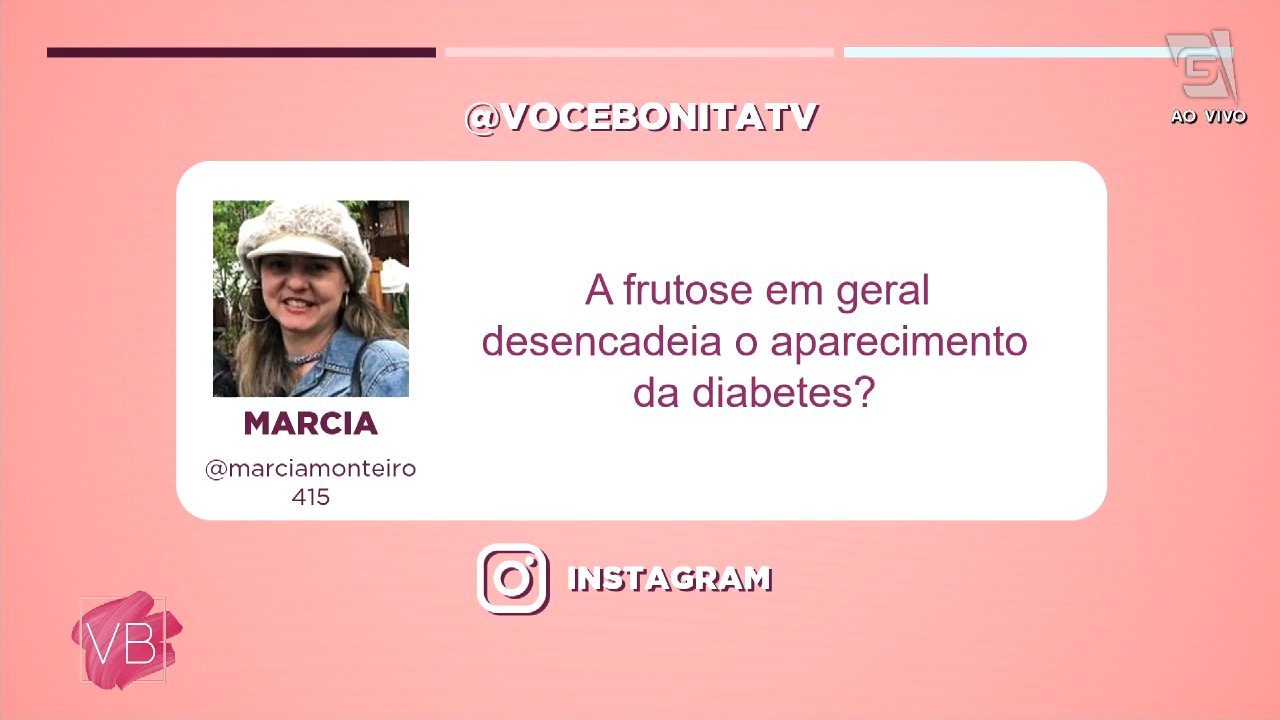 @VOCEBONITATV
AO VIVO
A frutose em geral
desencadeia o aparecimento
da diabetes?
MARCIA
@marciamonteiro
415
INSTAGRAM
VB